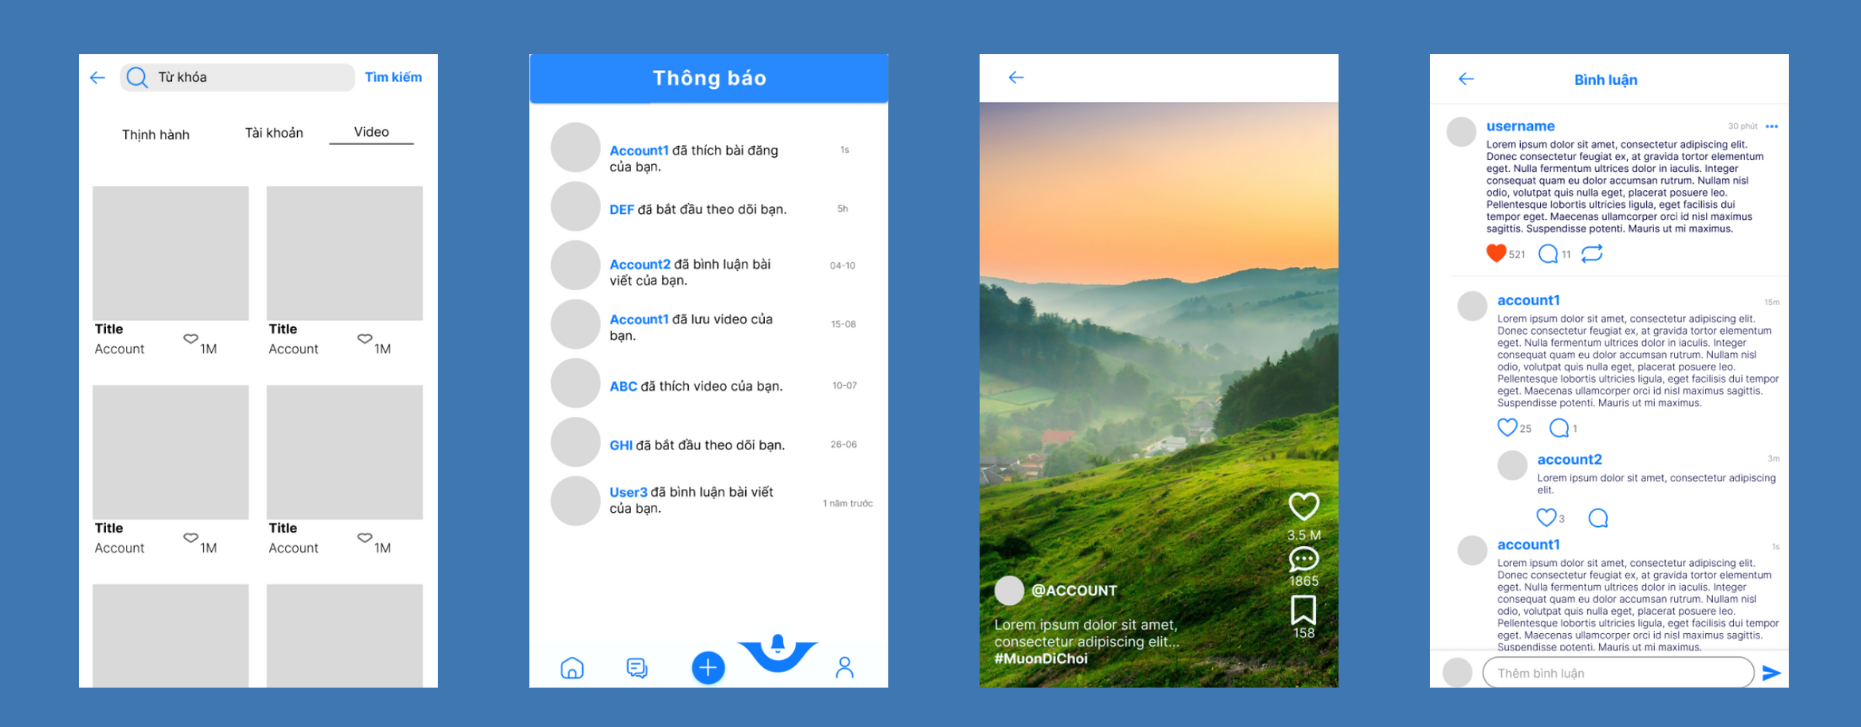 Từ khóa
Tìm kiếm
Thịnh hành
Tài khoản
Video
Title
Account
1M
Title
Account
1M
Title
Account
1M
Title
Account
1M
Thông báo
Account1 đã thích bài đăng
của bạn.
1s
DEF đã bắt đầu theo dõi bạn.
5h
Account2 đã bình luận bài
viết của bạn.
04-10
Account1 đã lưu video của
bạn.
15-08
ABC đã thích video của bạn.
10-07
GHI đã bắt đầu theo dõi bạn.
26-06
User3 đã bình luận bài viết
của bạn.
1 năm trước
3.5 M
1865
158
@ACCOUNT
Lorem ipsum dolor sit amet,
consectetur adipiscing elit...
#MuonDiChoi
Bình luận
username
30 phút
Lorem ipsum dolor sit amet, consectetur adipiscing elit.
Donec consectetur feugiat ex, at gravida tortor elementum
eget. Nulla fermentum ultrices dolor in iaculis. Integer
consequat quam eu dolor accumsan rutrum. Nullam nisl
odio, volutpat quis nulla eget, placerat posuere leo.
Pellentesque lobortis ultricies ligula, eget facilisis dui
tempor eget. Maecenas ullamcorper orci id nisl maximus
sagittis. Suspendisse potenti. Mauris ut mi maximus.
521
11
account1
15m
Lorem ipsum dolor sit amet, consectetur adipiscing elit.
Donec consectetur feugiat ex, at gravida tortor elementum
eget. Nulla fermentum ultrices dolor in iaculis. Integer
consequat quam eu dolor accumsan rutrum. Nullam nisl
odio, volutpat quis nulla eget, placerat posuere leo.
Pellentesque lobortis ultricies ligula, eget facilisis dui tempor
eget. Maecenas ullamcorper orci id nisl maximus sagittis.
Suspendisse potenti. Mauris ut mi maximus.
25
1
account2
3m
Lorem ipsum dolor sit amet, consectetur adipiscing
elit.
3
account1
1s
Lorem ipsum dolor sit amet, consectetur adipiscing elit.
Donec consectetur feugiat ex, at gravida tortor elementum
eget. Nulla fermentum ultrices dolor in iaculis. Integer
consequat quam eu dolor accumsan rutrum. Nullam nisl
odio, volutpat quis nulla eget, placerat posuere leo.
Pellentesque lobortis ultricies ligula, eget facilisis dui tempor
eget. Maecenas ullamcorper orci id nisl maximus sagittis.
Suspendisse potenti. Mauris ut mi maximus.
Thêm bình luận